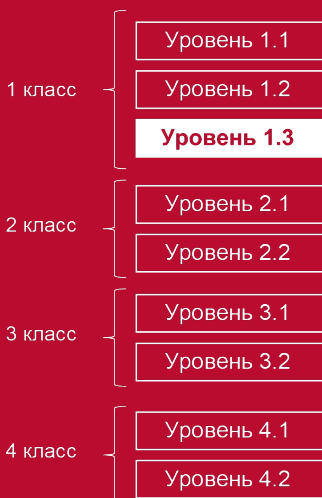 1 класс
Уровень 1.1
Уровень 1.2
Уровень 1.3
2 класс
Уровень 2.1
Уровень 2.2
3 класс
Уровень 3.1
Уровень 3.2
4 класс
Уровень 4.1
Уровень 4.2